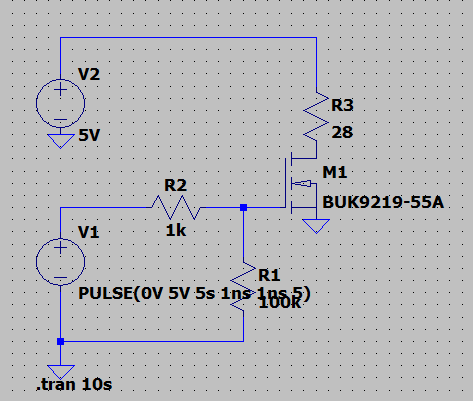 V2
5V
R3
28
M1
BUK9219-55A
R2
1k
V1
PULSE(0V 5V 5s 1ns 1ns 5)
R1
100k
.tran 10s